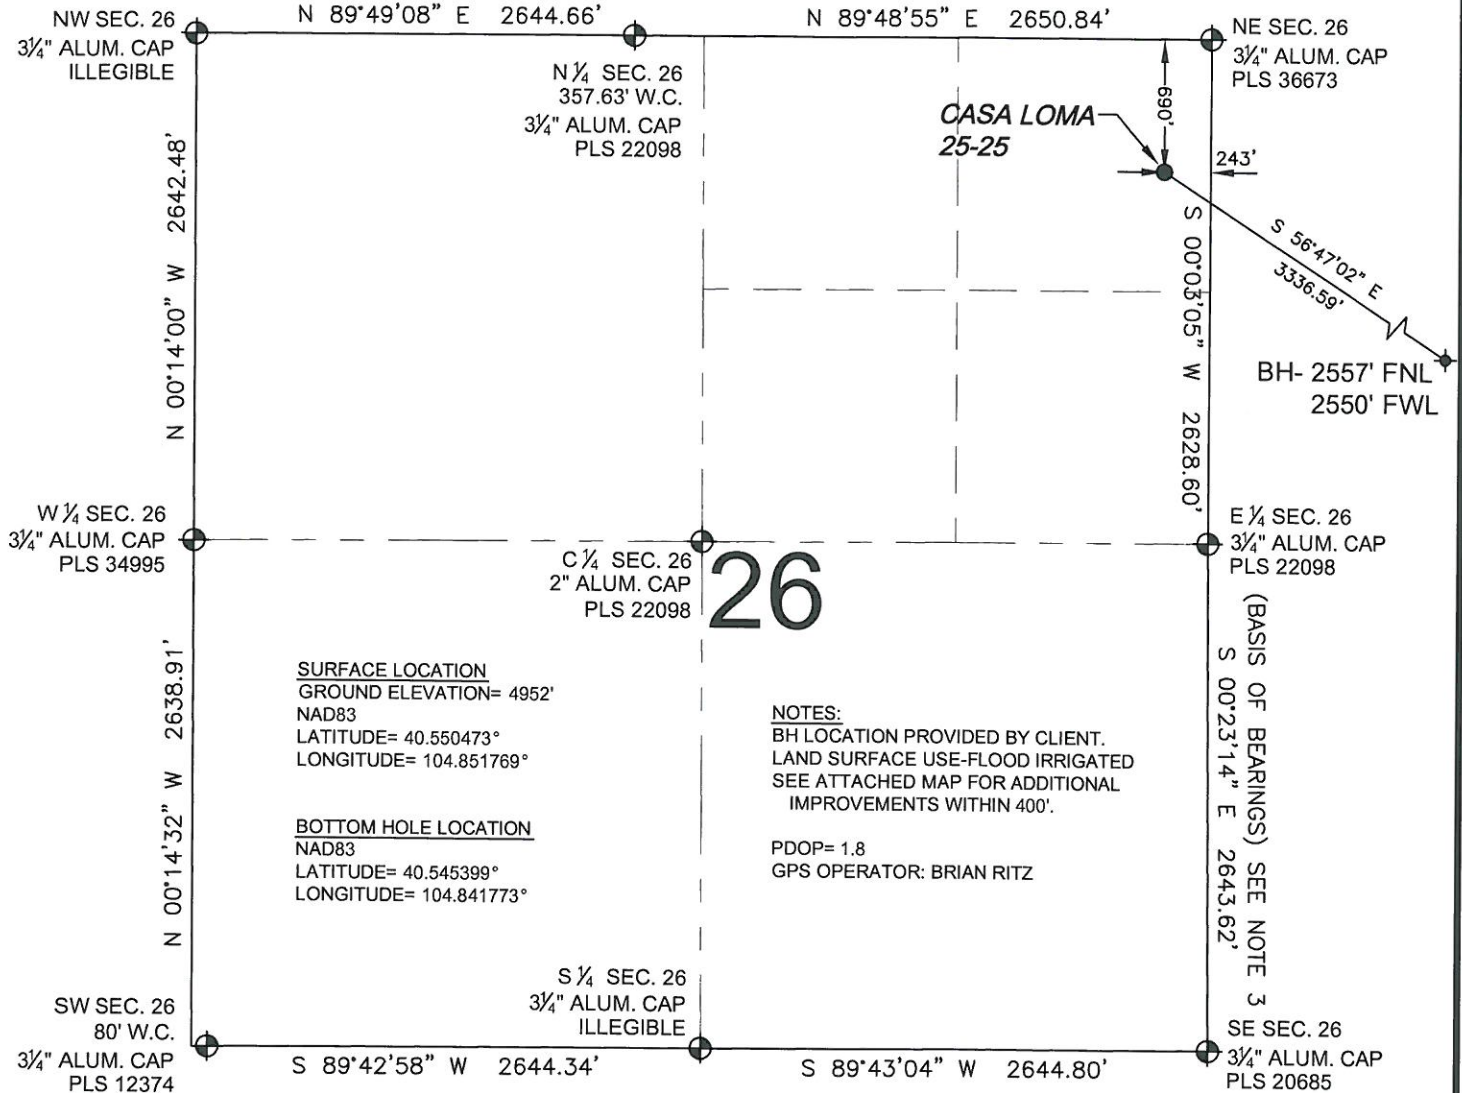 N 89°49'08" E 2644.66'
N 89°48'55" E 2650.84'
NW SEC. 26
3¼" ALUM. CAP
ILLEGIBLE
N ¼ SEC. 26
357.63' W.C.
3¼" ALUM. CAP
PLS 22098
NE SEC. 26
3¼" ALUM. CAP
PLS 36673
CASA LOMA
25-25
690'
243'
N 00°14'00" W 2642.48'
S 00°03'05" W 2628.60'
S 56°47'02" E
3336.59'
BH- 2557' FNL
2550' FWL
W ¼ SEC. 26
3¼" ALUM. CAP
PLS 34995
C ¼ SEC. 26
2" ALUM. CAP
PLS 22098
26
E ¼ SEC. 26
3¼" ALUM. CAP
PLS 22098
N 00°14'32" W 2638.91'
SURFACE LOCATION
GROUND ELEVATION= 4952'
NAD83
LATITUDE= 40.550473°
LONGITUDE= 104.851769°
BOTTOM HOLE LOCATION
NAD83
LATITUDE= 40.545399°
LONGITUDE= 104.841773°
NOTES:
BH LOCATION PROVIDED BY CLIENT.
LAND SURFACE USE-FLOOD IRRIGATED
SEE ATTACHED MAP FOR ADDITIONAL
IMPROVEMENTS WITHIN 400'.
PDOP= 1.8
GPS OPERATOR: BRIAN RITZ
(BASIS OF BEARINGS) SEE NOTE 3
S 00°23'14" E 2643.62'
SW SEC. 26
80' W.C.
3¼" ALUM. CAP
PLS 12374
S ¼ SEC. 26
3¼" ALUM. CAP
ILLEGIBLE
SE SEC. 26
3¼" ALUM. CAP
PLS 20685
S 89°42'58" W 2644.34'
S 89°43'04" W 2644.80'